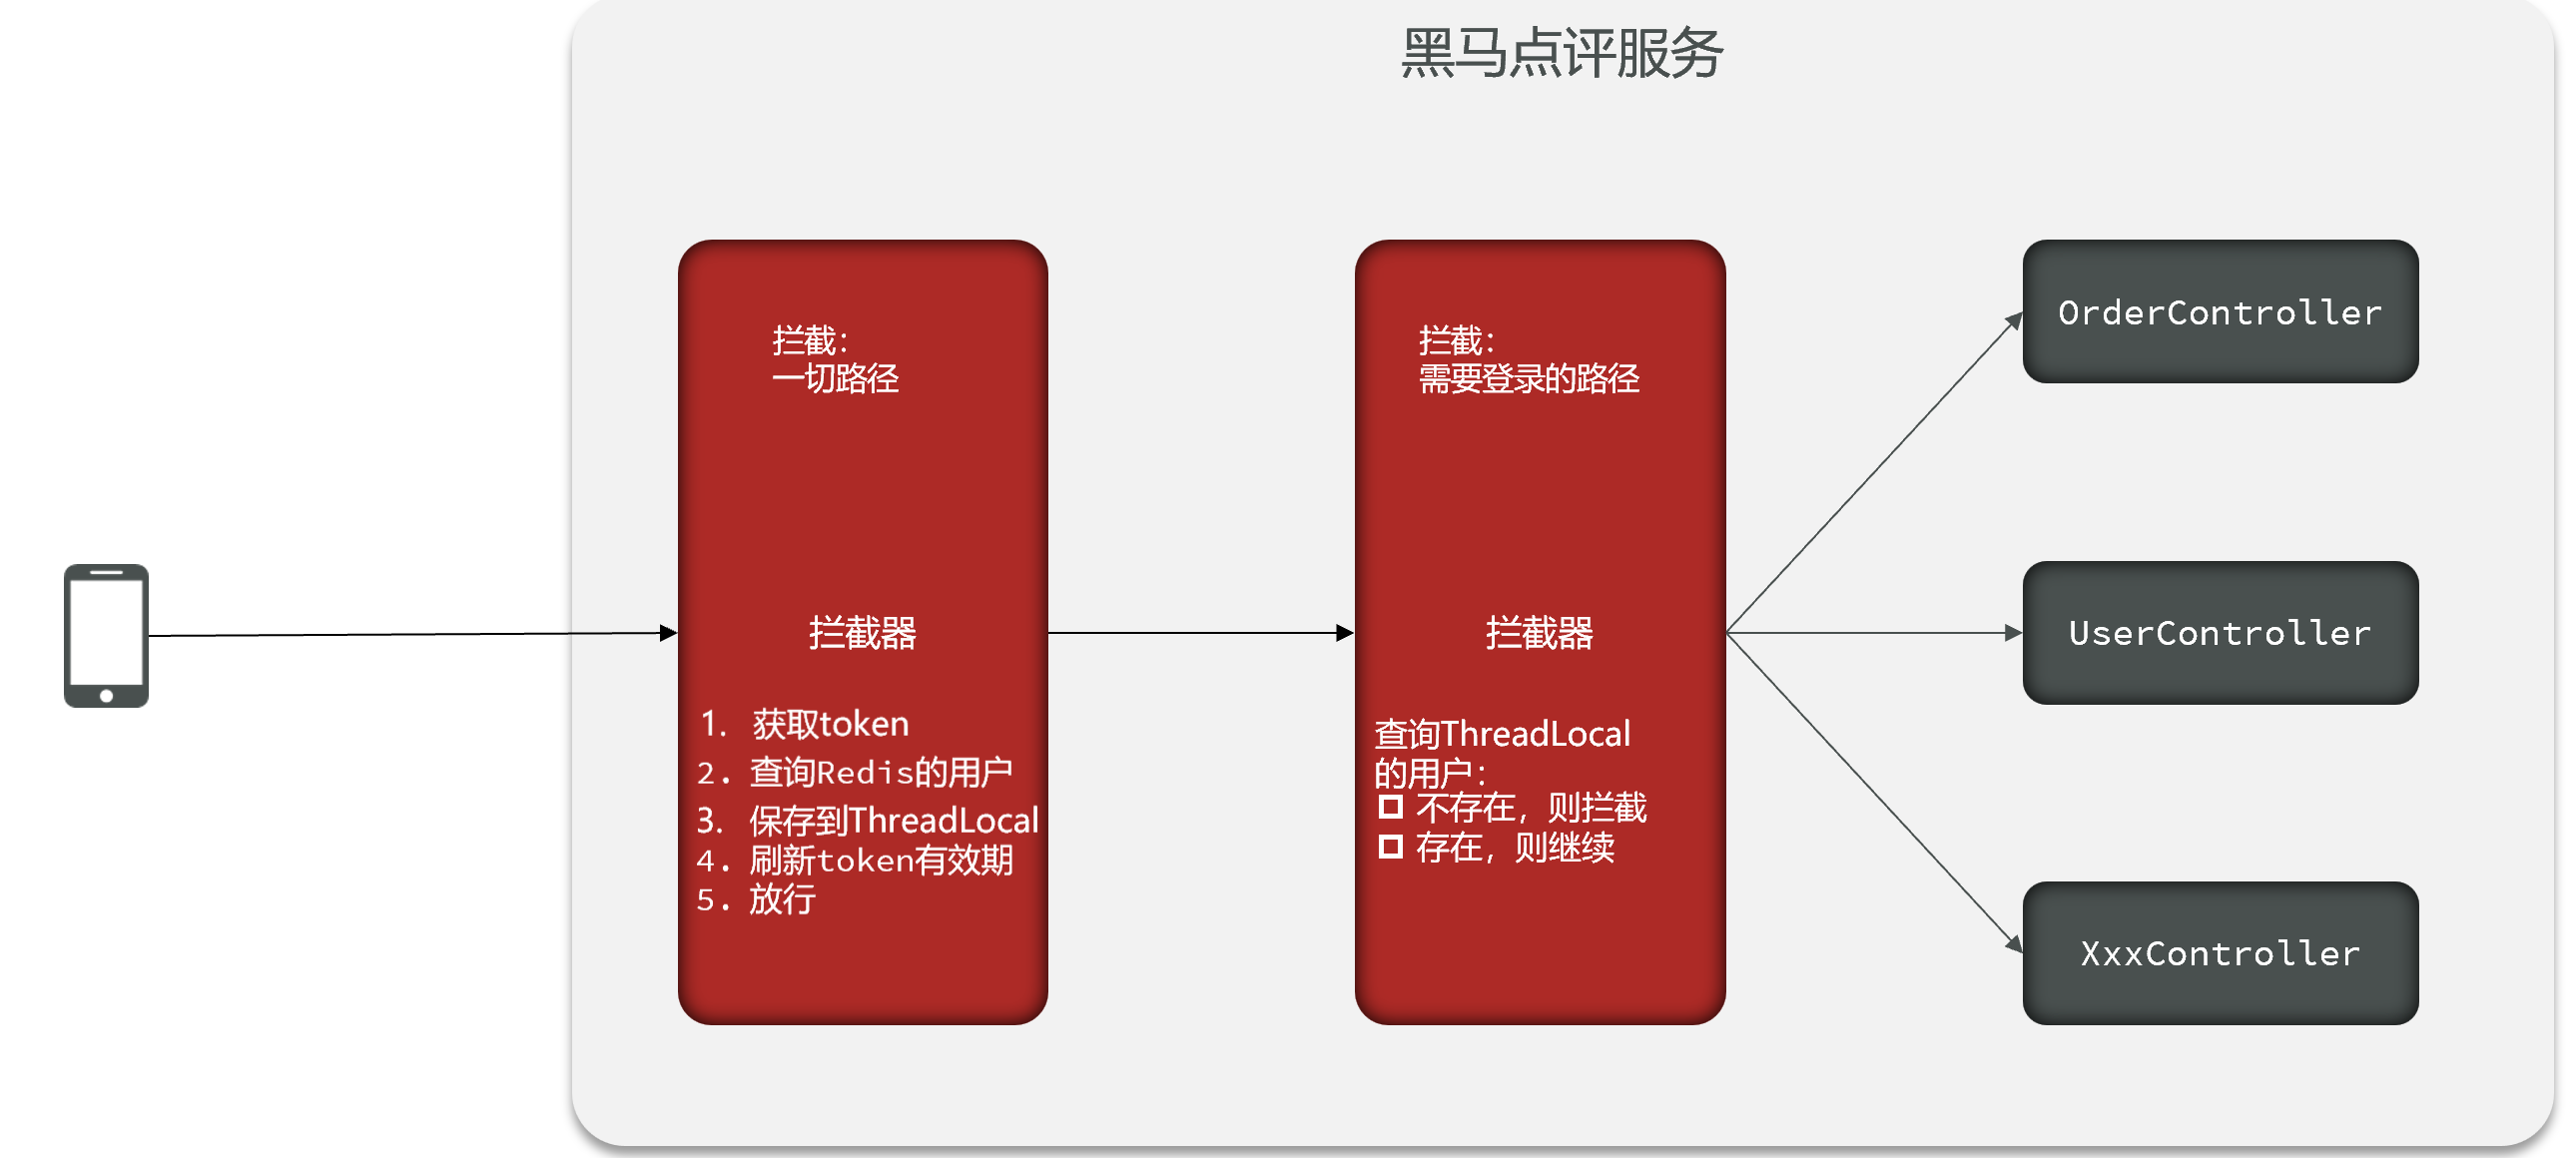 黑马点评服务
拦截：
一切路径
拦截器
1. 获取token
2. 查询Redis的用户
3. 保存到ThreadLocal
4. 刷新token有效期
5. 放行
拦截：
需要登录的路径
拦截器
查询ThreadLocal
的用户：
不存在，则拦截
存在，则继续
OrderController
UserController
XxxController